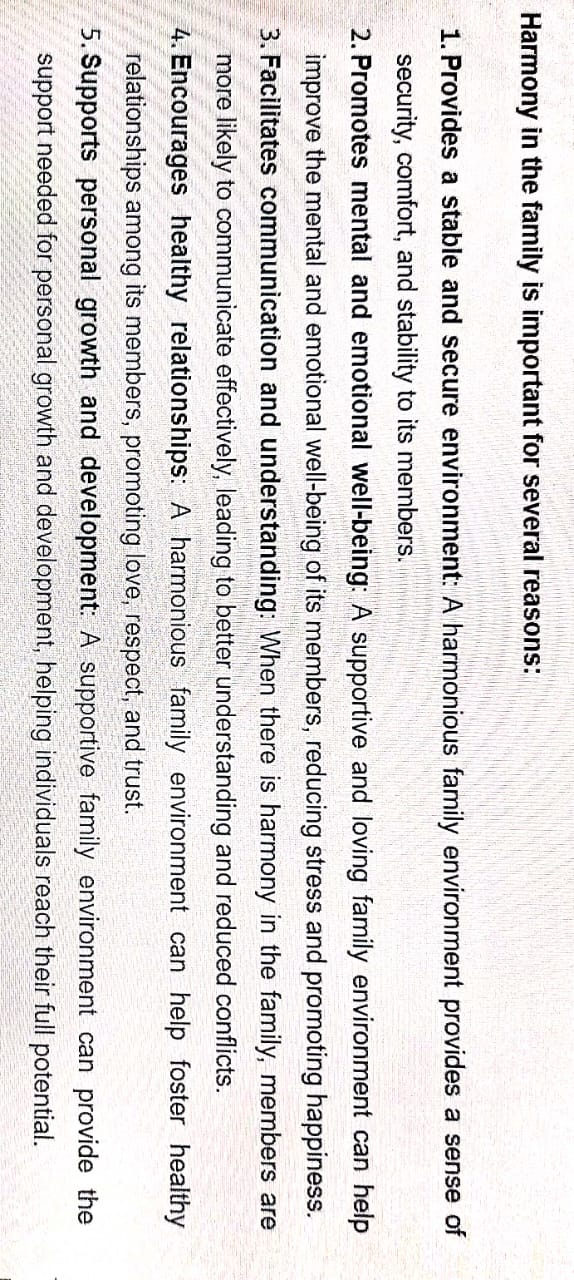 Harmony in the family is important for several reasons:
1. Provides a stable and secure environment: A harmonious family environment provides a sense of
security, comfort, and stability to its members.
2. Promotes mental and emotional well-being: A supportive and loving family environment can help
improve the mental and emotional well-being of its members, reducing stress and promoting happiness.
3. Facilitates communication and understanding: When there is harmony in the family, members are
more likely to communicate effectively, leading to better understanding and reduced conflicts.
4. Encourages healthy relationships: A harmonious family environment can help foster healthy
relationships among its members, promoting love, respect, and trust.
5. Supports personal growth and development: A supportive family environment can provide the
support needed for personal growth and development, helping individuals reach their full potential.